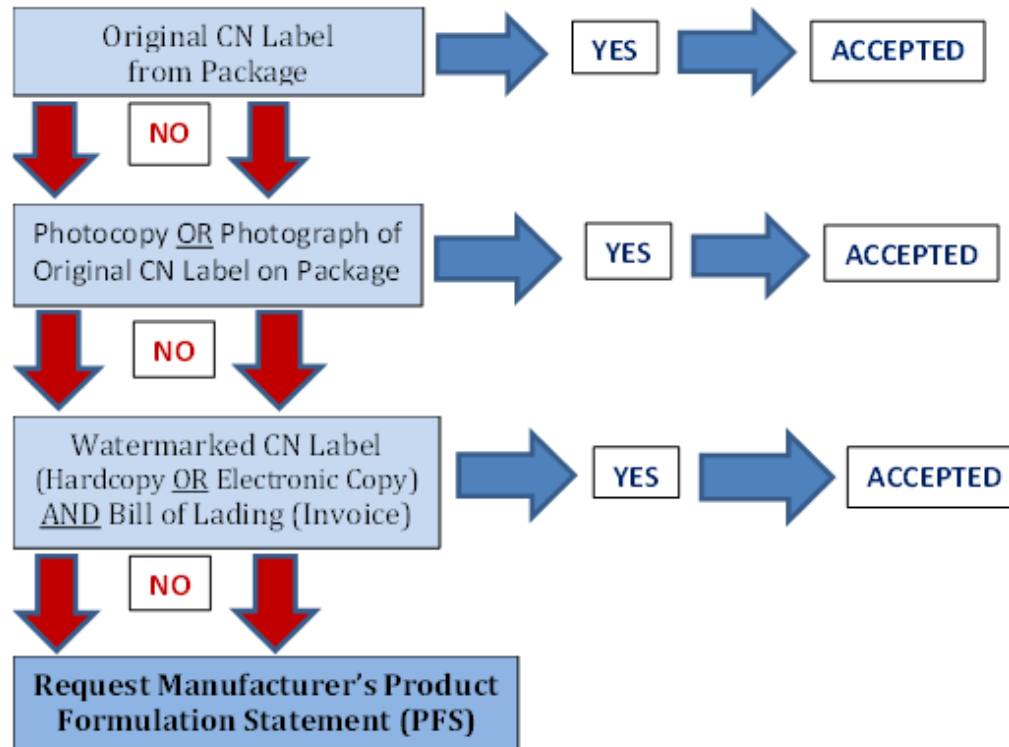 Original CN Label
from Package
YES
ACCEPTED
NO
Photocopy OR Photograph of
Original CN Label on Package
YES
ACCEPTED
NO
Watermarked CN Label
(Hardcopy OR Electronic Copy)
AND Bill of Lading (Invoice)
YES
ACCEPTED
NO
Request Manufacturer's Product
Formulation Statement (PFS)